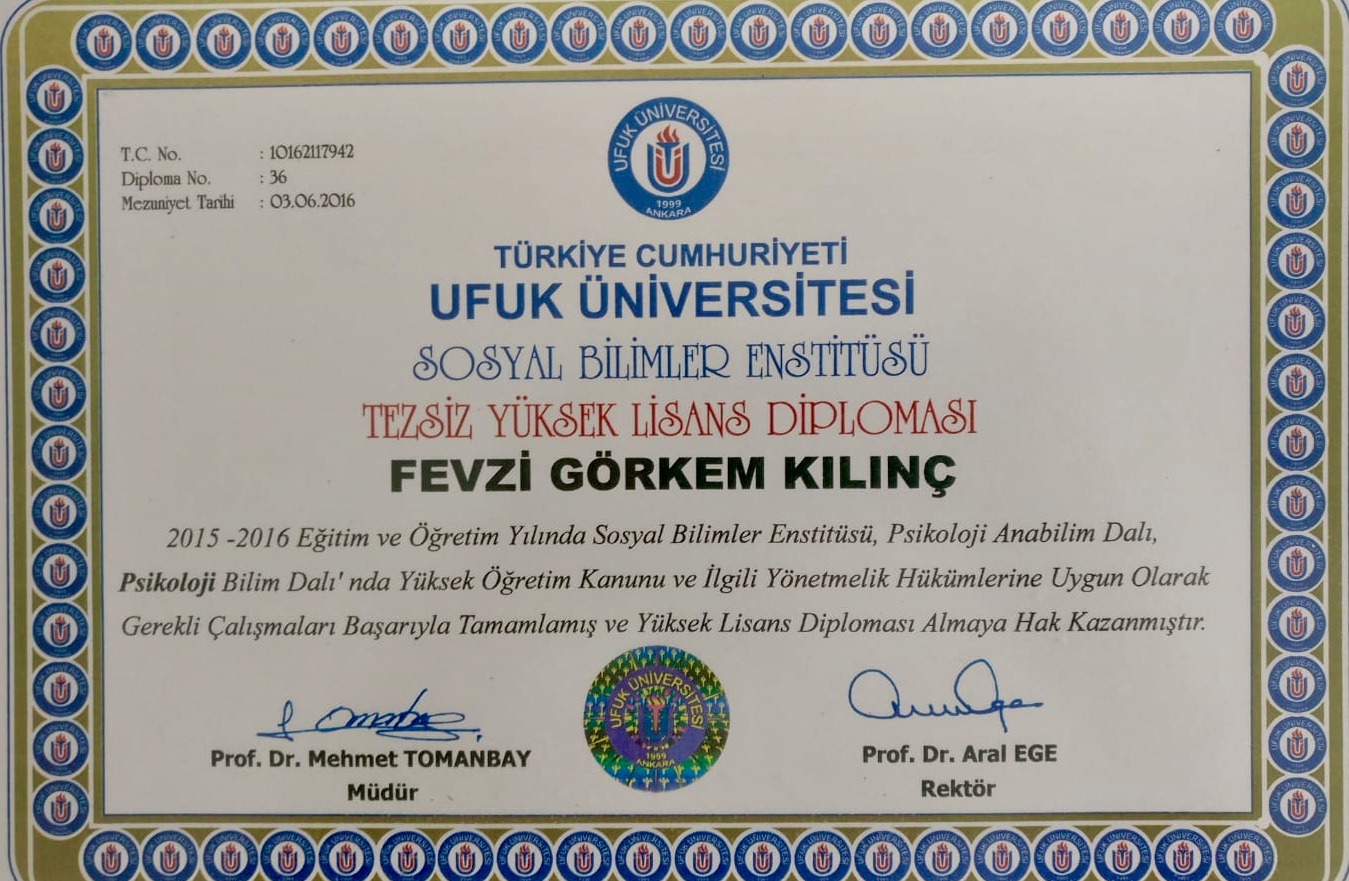 T.C. No. : 10162117942
Diploma No. : 36
Mezuniyet Tarihi : 03.06.2016
UFUK ÜNİVERSİTESİ
1999
ANKARA
TÜRKİYE CUMHURİYETİ
UFUK ÜNİVERSİTESİ
SOSYAL BİLİMLER ENSTİTÜSÜ
TEZSİZ YÜKSEK LİSANS DİPLOMASI
FEVZİ GÖRKEM KILINÇ
2015 -2016 Eğitim ve Öğretim Yılında Sosyal Bilimler Enstitüsü, Psikoloji Anabilim Dalı,
Psikoloji Bilim Dalı' nda Yüksek Öğretim Kanunu ve İlgili Yönetmelik Hükümlerine Uygun Olarak
Gerekli Çalışmaları Başarıyla Tamamlamış ve Yüksek Lisans Diploması Almaya Hak Kazanmıştır.
UFUK ÜNİVERSİTESİ
1999
ANKARA
Prof. Dr. Mehmet TOMANBAY
Müdür
Prof. Dr. Aral EGE
Rektör